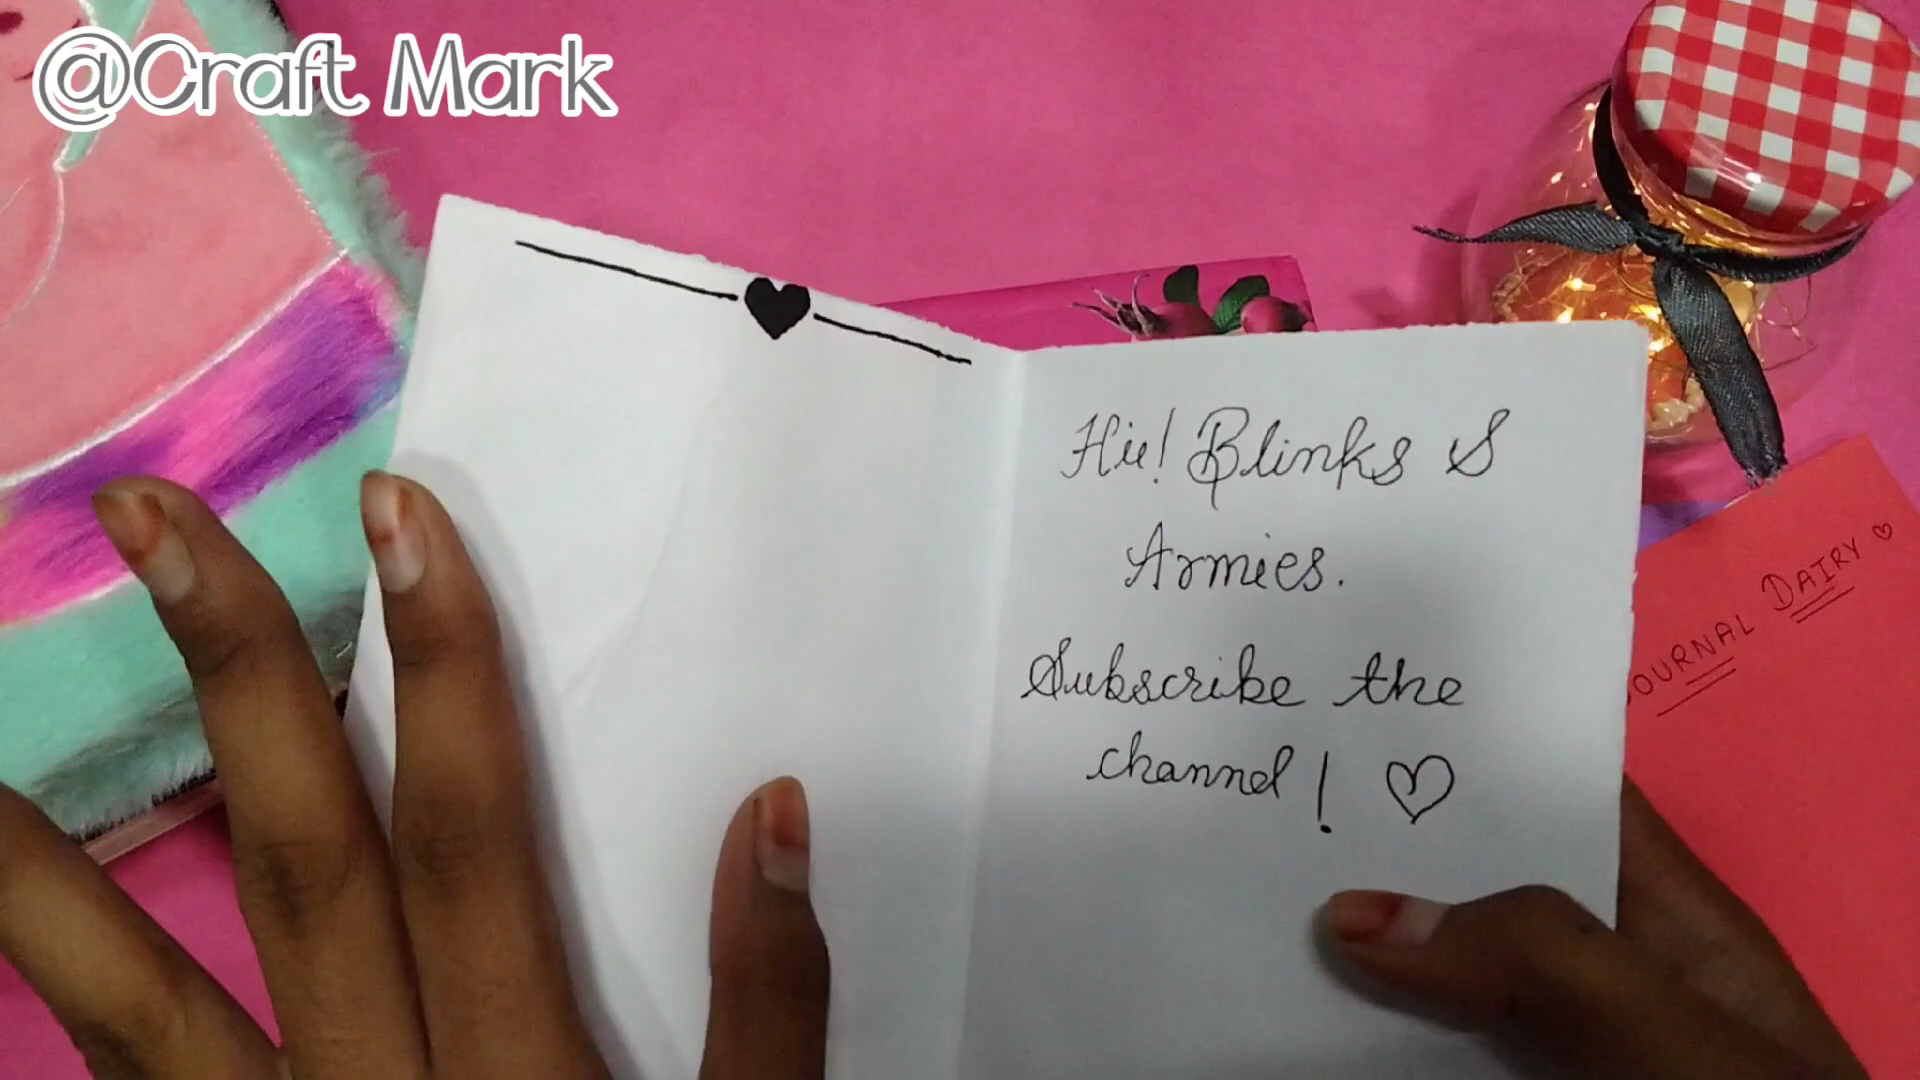 @Craft Mark
Hii! Blinks &
Armies.
Subscribe the
channel! ♡
JOURNAL DAIRY ♡